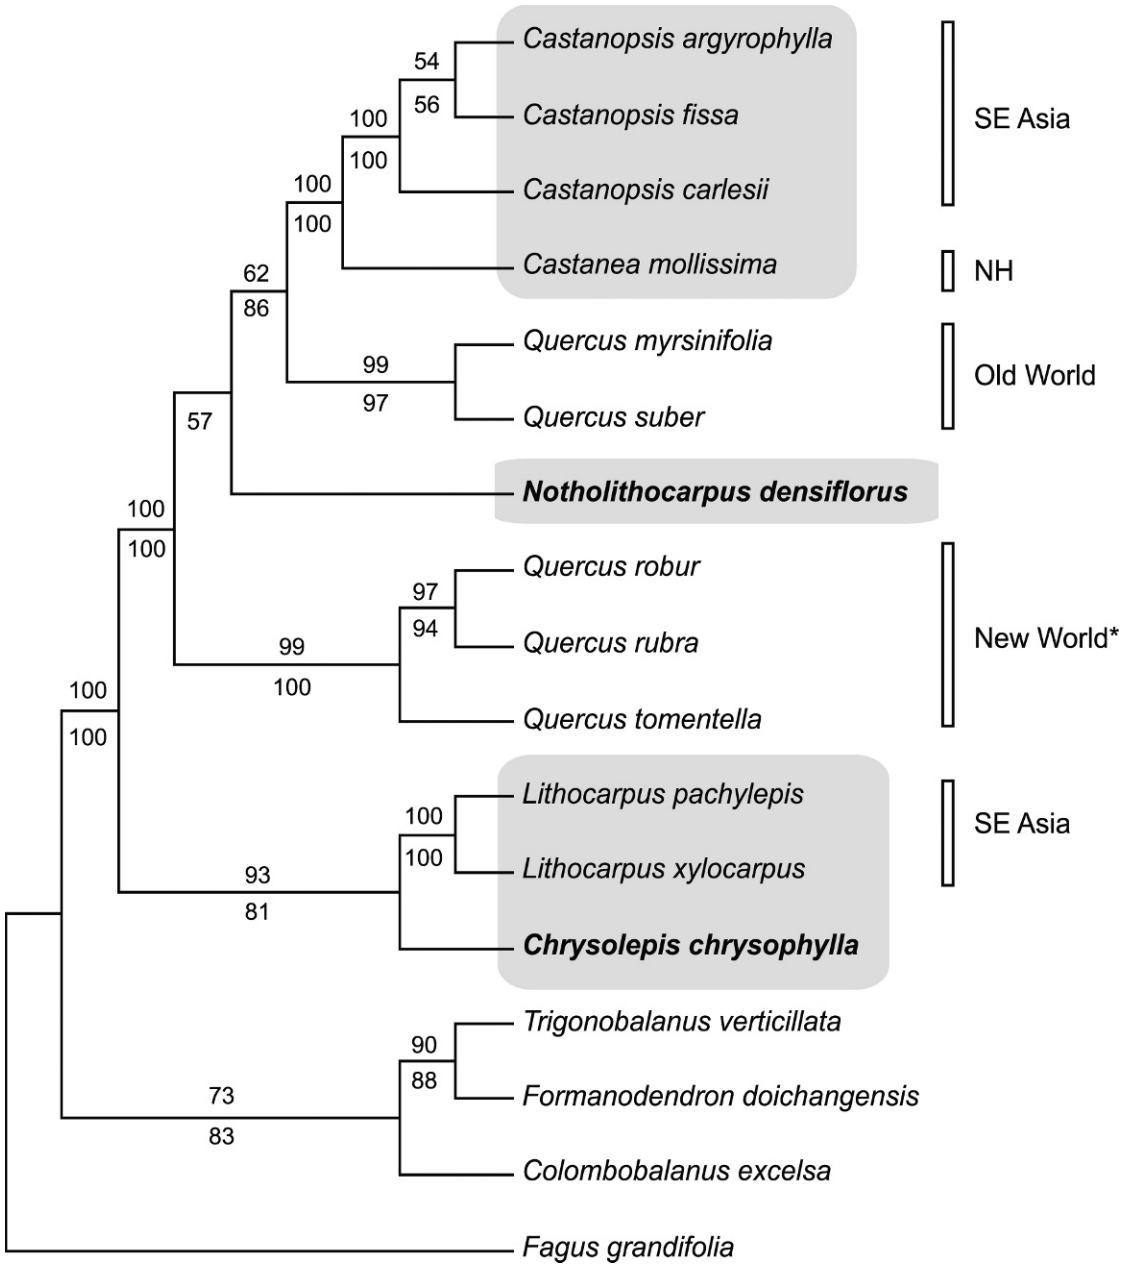 Castanopsis argyrophylla
54
56
Castanopsis fissa
SE Asia
100
100
Castanopsis carlesii
100
100
Castanea mollissima
NH
62
86
Quercus myrsinifolia
99
97
Old World
Quercus suber
57
Notholithocarpus densiflorus
100
100
Quercus robur
97
94
Quercus rubra
New World*
99
100
Quercus tomentella
100
100
Lithocarpus pachylepis
100
100
SE Asia
Lithocarpus xylocarpus
93
81
Chrysolepis chrysophylla
Trigonobalanus verticillata
90
88
Formanodendron doichangensis
73
83
Colombobalanus excelsa
Fagus grandifolia